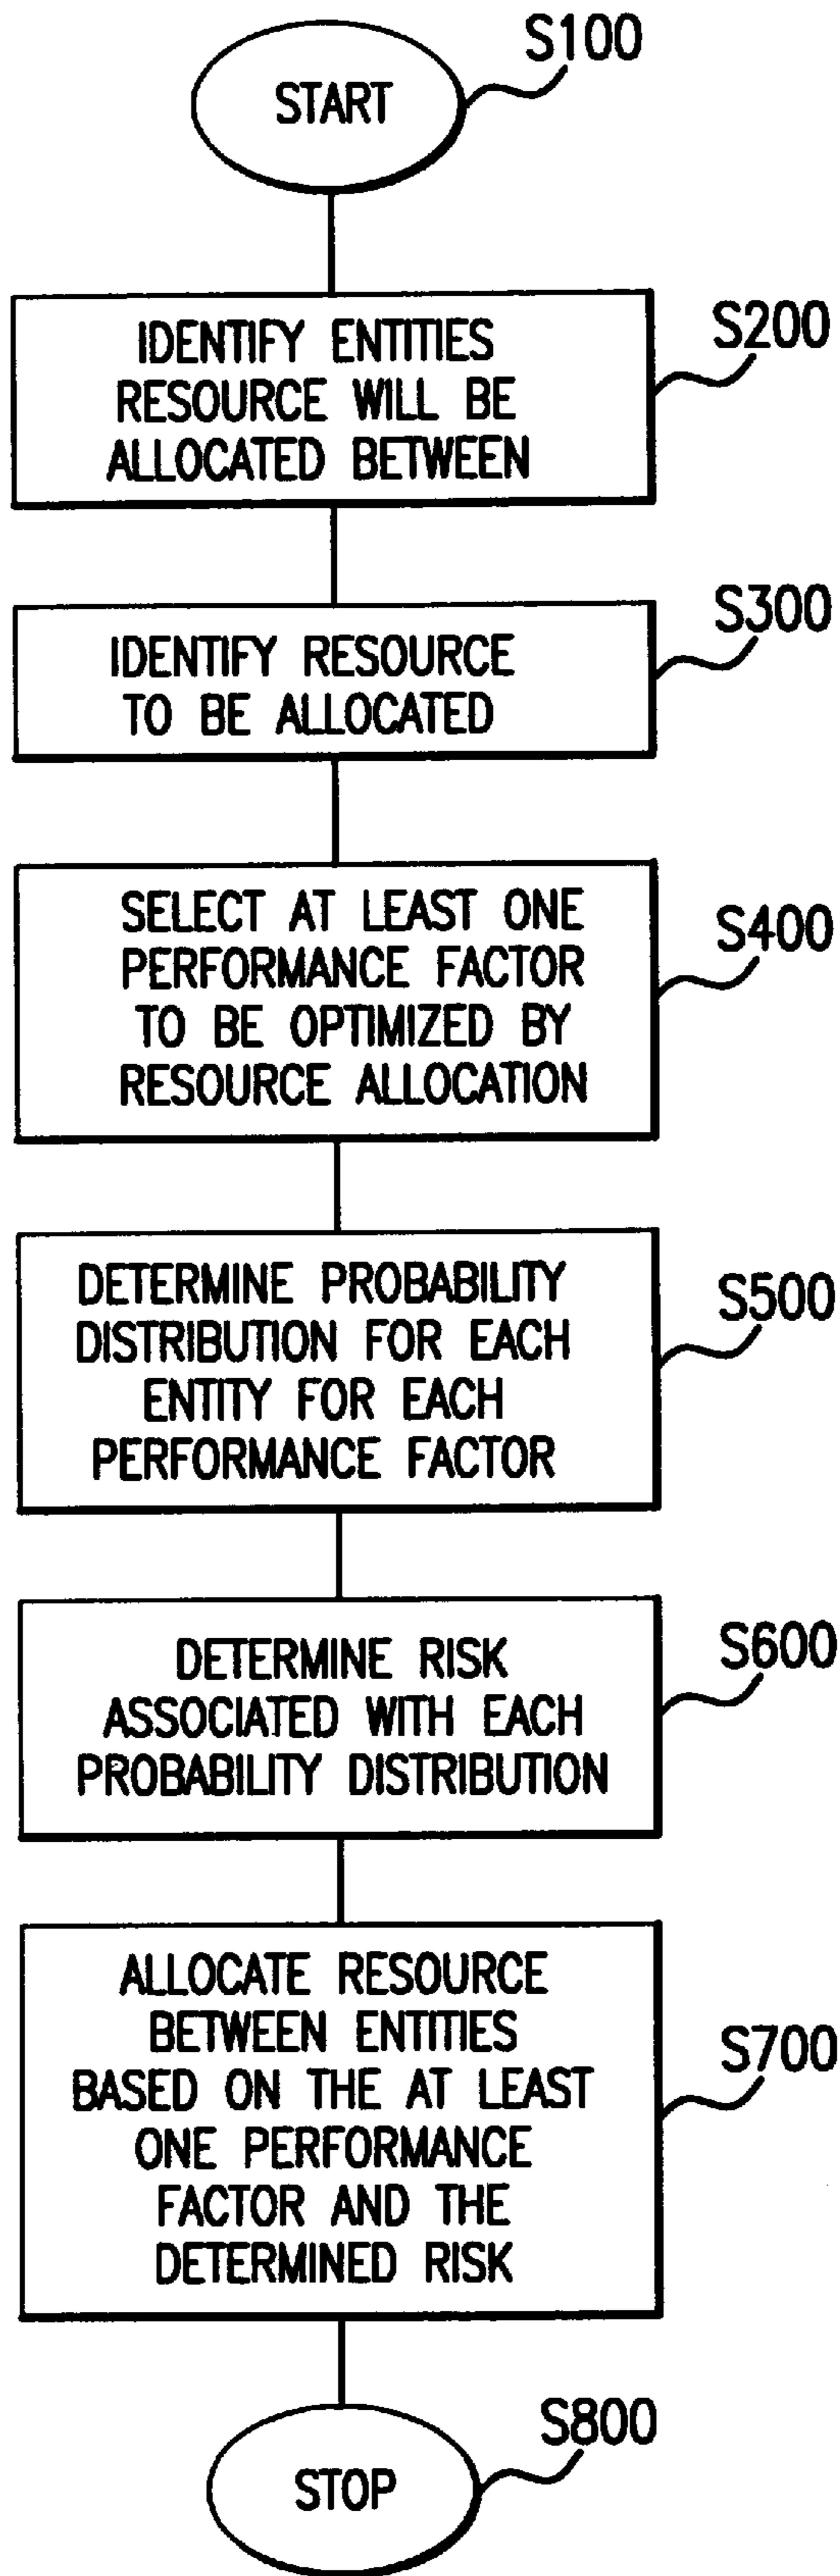 S100
START
S200
IDENTIFY ENTITIES
RESOURCE WILL BE
ALLOCATED BETWEEN
S300
IDENTIFY RESOURCE
TO BE ALLOCATED
S400
SELECT AT LEAST ONE
PERFORMANCE FACTOR
TO BE OPTIMIZED BY
RESOURCE ALLOCATION
S500
DETERMINE PROBABILITY
DISTRIBUTION FOR EACH
ENTITY FOR EACH
PERFORMANCE FACTOR
S600
DETERMINE RISK
ASSOCIATED WITH EACH
PROBABILITY DISTRIBUTION
S700
ALLOCATE RESOURCE
BETWEEN ENTITIES
BASED ON THE AT LEAST
ONE PERFORMANCE
FACTOR AND THE
DETERMINED RISK
S800
STOP